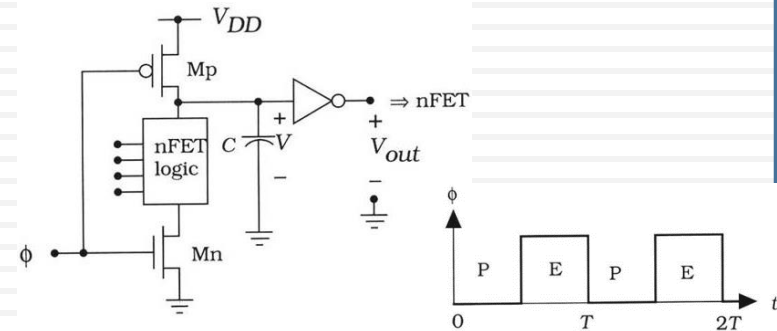 V_DD
Mp
+
⇒ nFET
nFET
logic
C
V
+
V_out
−
−
ϕ
Mn
ϕ
P
E
P
E
t
0
T
2T